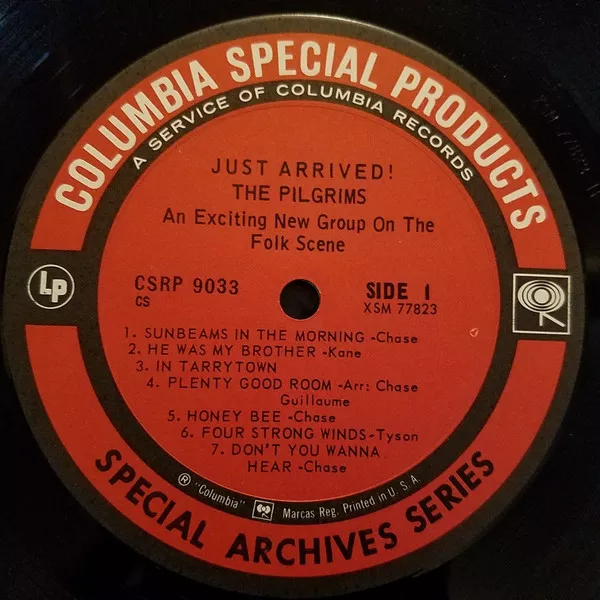 COLUMBIA SPECIAL PRODUCTS
A SERVICE OF COLUMBIA RECORDS
JUST ARRIVED!
THE PILGRIMS
An Exciting New Group On The
Folk Scene
LP
CSRP 9033
CS
SIDE 1
XSM 77823
1. SUNBEAMS IN THE MORNING -Chase
2. HE WAS MY BROTHER -Kane
3. IN TARRYTOWN
4. PLENTY GOOD ROOM -Arr: Chase
Guillaume
5. HONEY BEE -Chase
6. FOUR STRONG WINDS-Tyson
7. DON'T YOU WANNA
HEAR -Chase
® "Columbia" Marcas Reg. Printed in U. S. A.
SPECIAL ARCHIVES SERIES